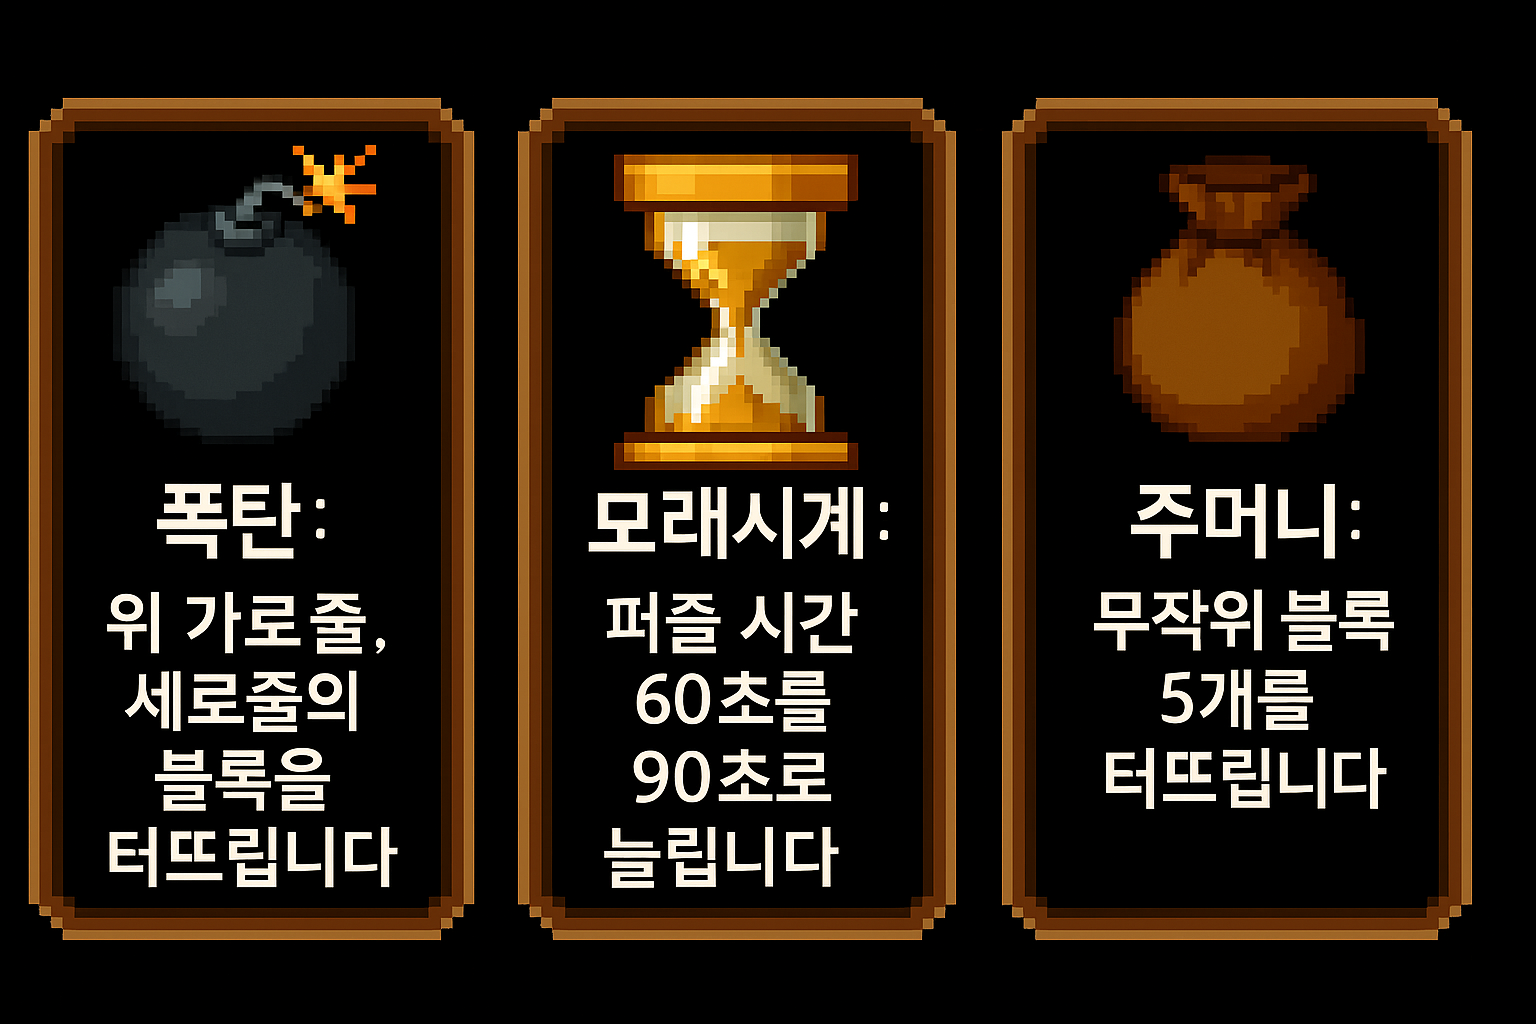 폭탄:
위 가로줄,
세로줄의
블록을
터뜨립니다
모래시계:
퍼즐 시간
60초를
90초로
늘립니다
주머니:
무작위 블록
5개를
터뜨립니다